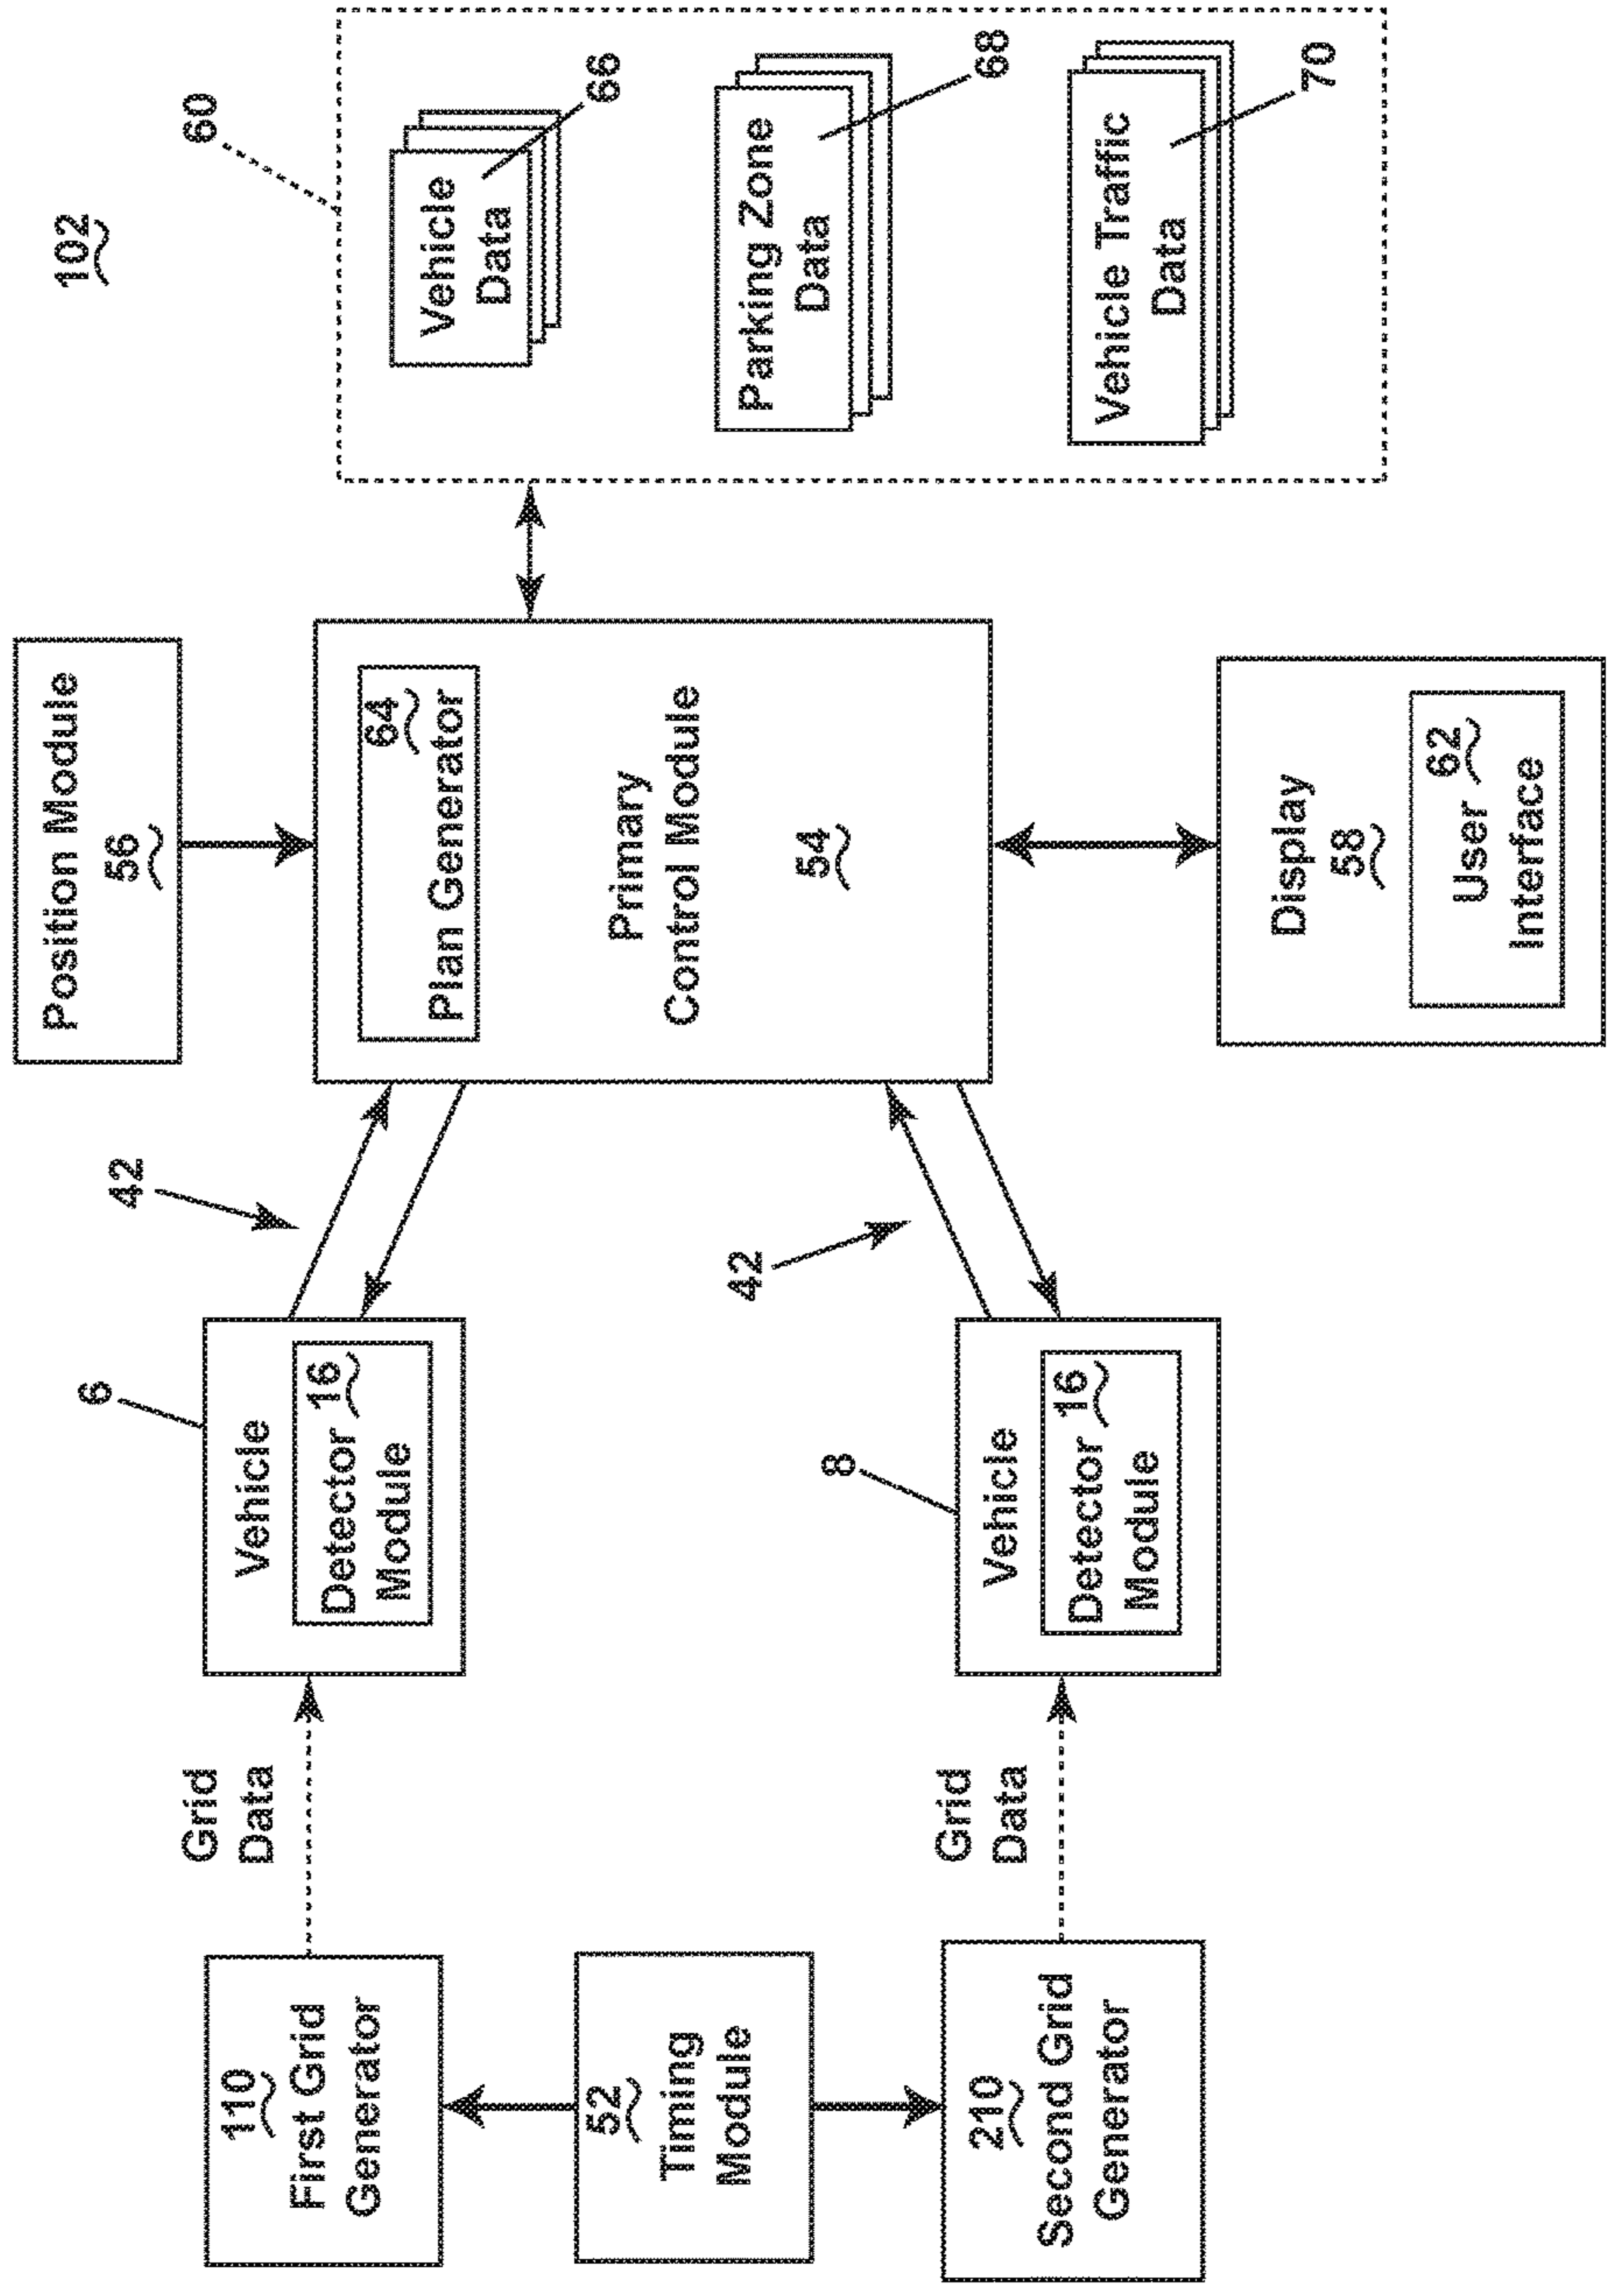 102
60
Position Module
56
64
Plan Generator
Primary
Control Module
54
Display
58
62
User
Interface
Vehicle
Data
66
Parking Zone
Data
68
Vehicle Traffic
Data
70
42
42
6
Vehicle
Detector 16
Module
8
Vehicle
Detector 16
Module
Grid
Data
Grid
Data
110
First Grid
Generator
52
Timing
Module
210
Second Grid
Generator